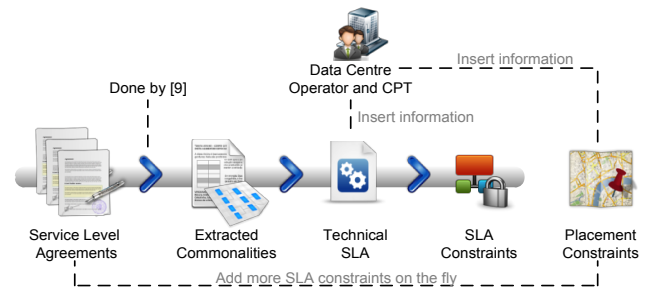 Insert information
Data Centre
Operator and CPT
Done by [9]
Insert information
Service Level
Agreements
Extracted
Commonalities
Technical
SLA
SLA
Constraints
Placement
Constraints
Add more SLA constraints on the fly